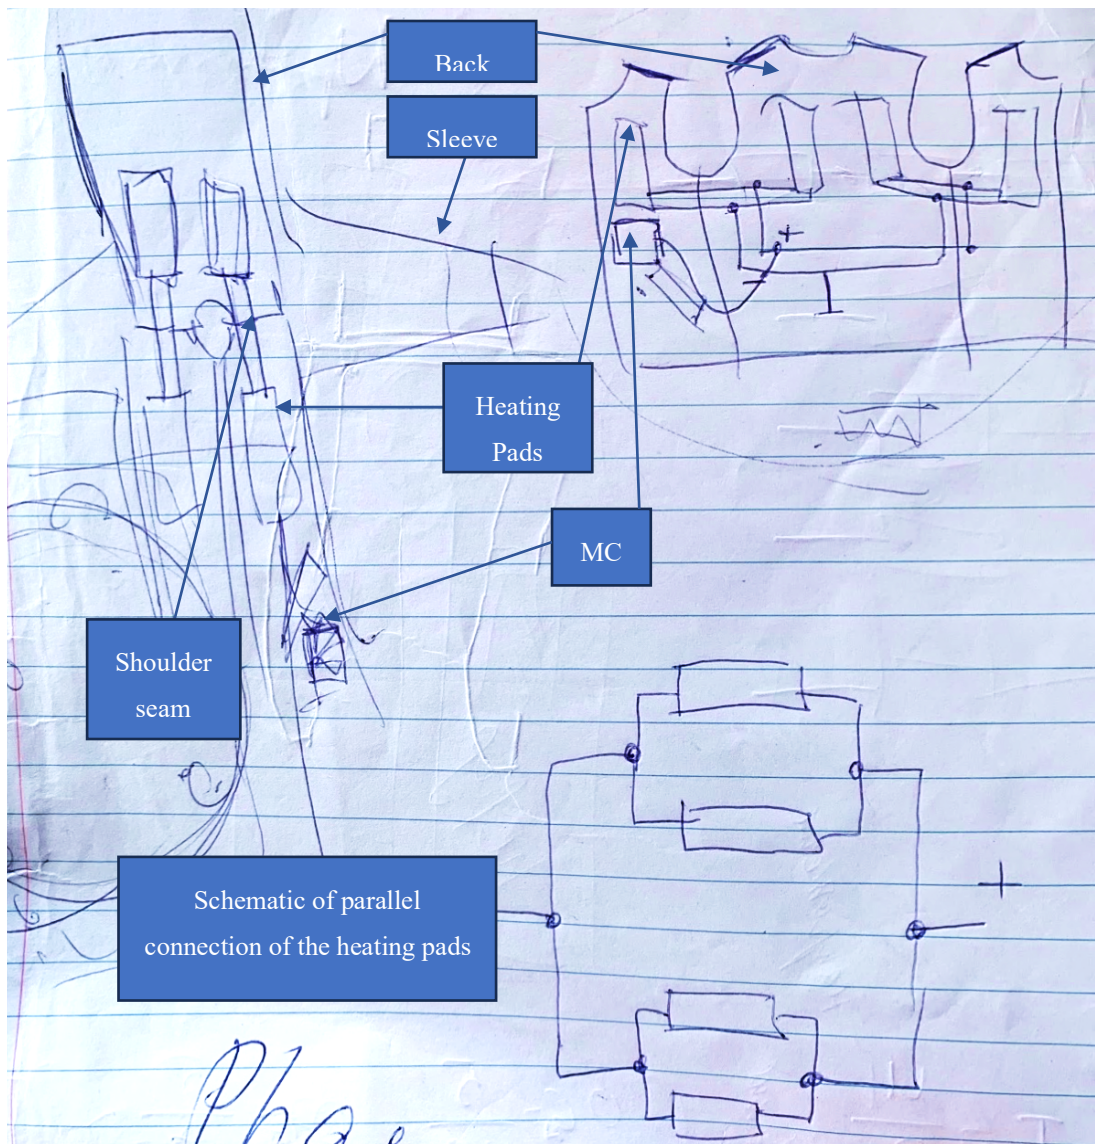 Back
Sleeve
+
-
Heating
Pads
MC
Shoulder
seam
Schematic of parallel
connection of the heating pads
+